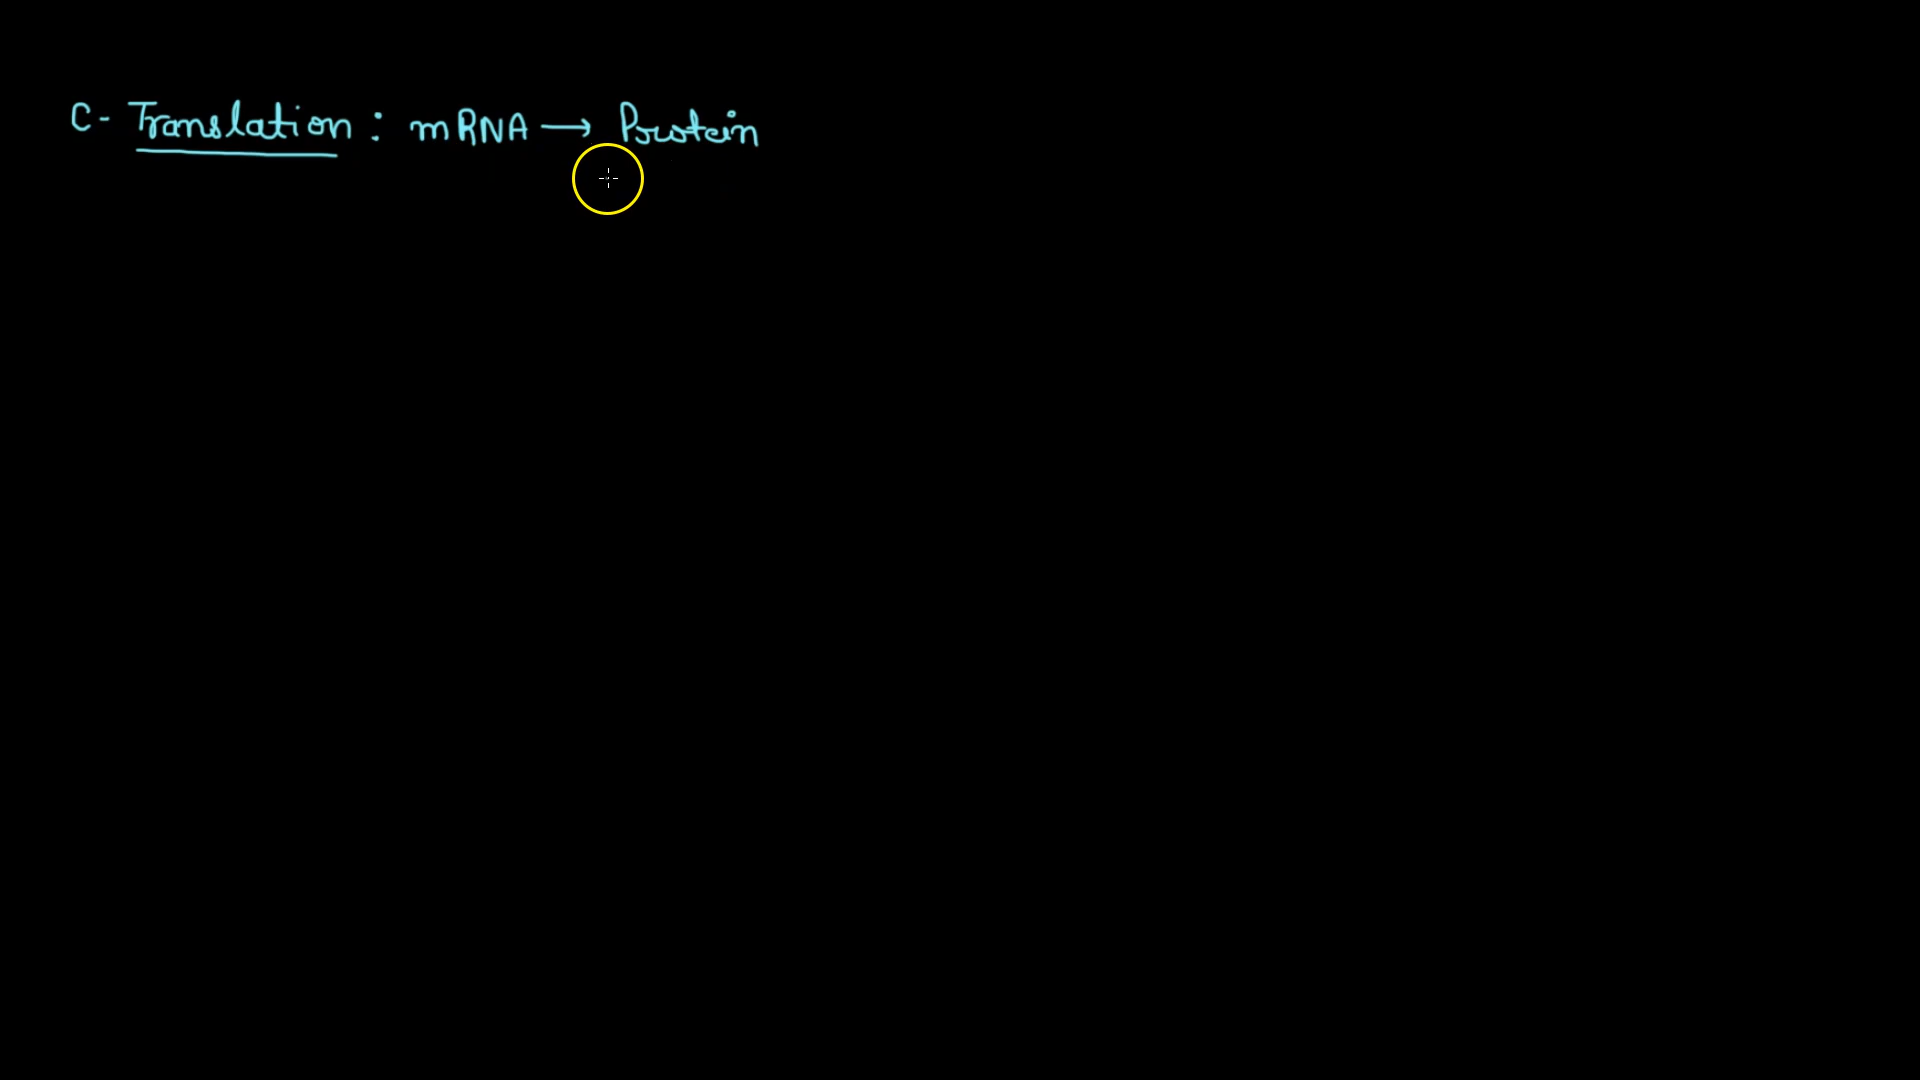 C- Translation : mRNA → Protein